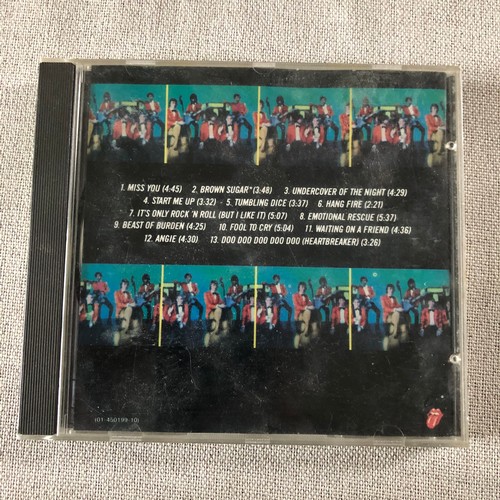 1. MISS YOU (4:45) 2. BROWN SUGAR* (3:48) 3. UNDERCOVER OF THE NIGHT (4:29)
4. START ME UP (3:32) 5. TUMBLING DICE (3:37) 6. HANG FIRE (2:21)
7. IT'S ONLY ROCK 'N ROLL (BUT I LIKE IT) (5:07) 8. EMOTIONAL RESCUE (5:37)
9. BEAST OF BURDEN (4:25) 10. FOOL TO CRY (5:04) 11. WAITING ON A FRIEND (4:36)
12. ANGIE (4:30) 13. DOO DOO DOO DOO DOO (HEARTBREAKER) (3:26)
(01-450199-10)